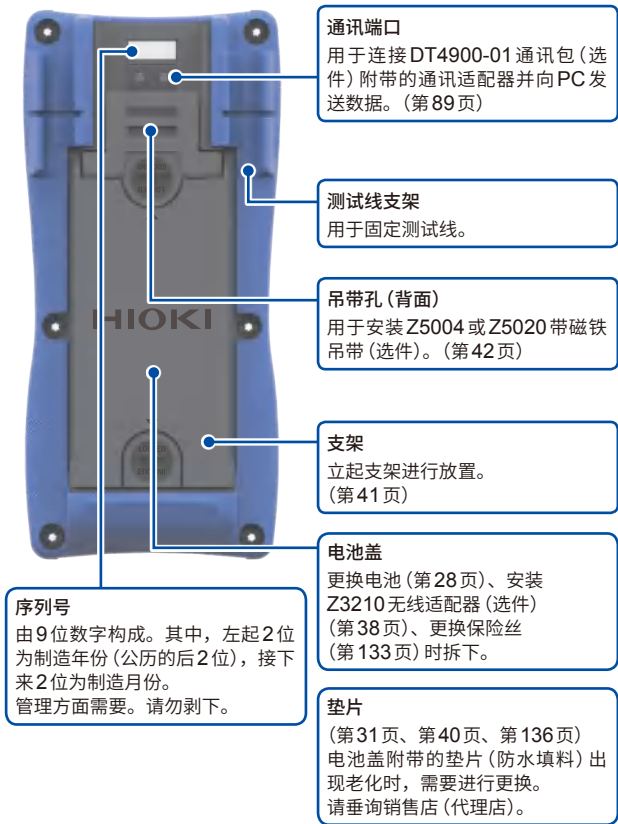 通讯端口
用于连接DT4900-01通讯包(选
件)附带的通讯适配器并向PC发
送数据。(第89页)
测试线支架
用于固定测试线。
吊带孔(背面)
用于安装Z5004或Z5020带磁铁
吊带(选件)。(第42页)
HIOKI
支架
立起支架进行放置。
(第41页)
电池盖
更换电池(第28页)、安装
Z3210无线适配器(选件)
(第38页)、更换保险丝
(第133页)时拆下。
序列号
由9位数字构成。其中，左起2位
为制造年份(公历的后2位)，接下
来2位为制造月份。
管理方面需要。请勿剥下。
垫片
(第31页、第40页、第136页)
电池盖附带的垫片(防水填料)出
现老化时，需要进行更换。
请垂询销售店(代理店)。